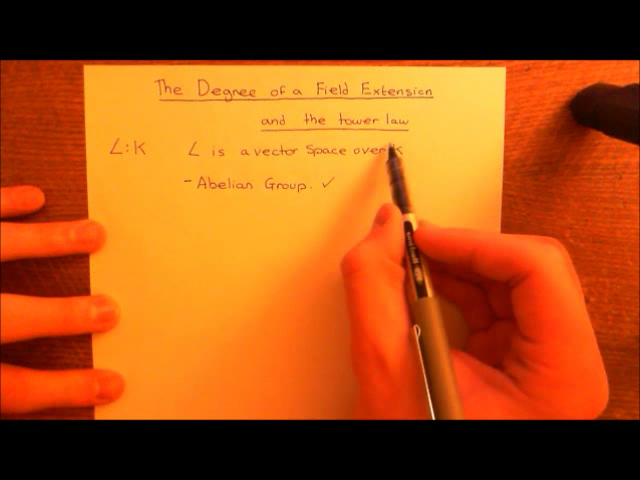 The Degree of a Field Extension
and the tower law
L:K L is a vector Space over K
- Abelian Group. ✓